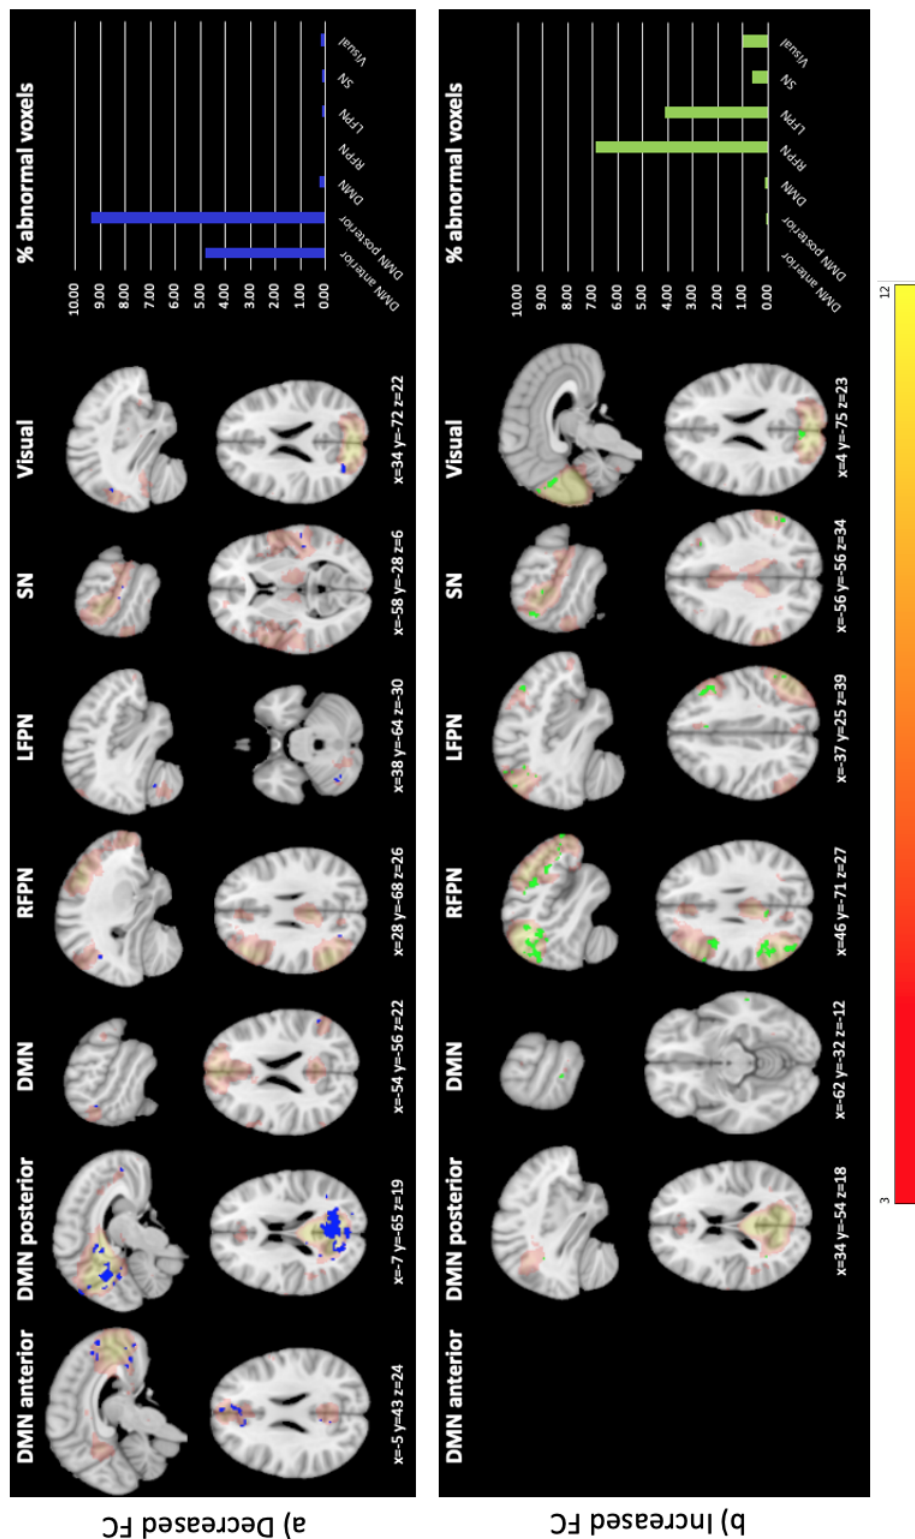 a) Decreased FC
DMN anterior DMN posterior DMN RFPN LFPN SN Visual % abnormal voxels
x=-5 y=43 z=24 x=-7 y=-65 z=19 x=-54 y=-56 z=22 x=28 y=-68 z=26 x=38 y=-64 z=-30 x=-58 y=-28 z=6 x=34 y=-72 z=22
10.00
9.00
8.00
7.00
6.00
5.00
4.00
3.00
2.00
1.00
0.00
DMN anterior DMN posterior DMN RFPN LFPN SN Visual
b) Increased FC
DMN anterior DMN posterior DMN RFPN LFPN SN Visual % abnormal voxels
x=34 y=-54 z=18 x=-62 y=-32 z=-12 x=46 y=-71 z=27 x=-37 y=25 z=39 x=-56 y=-56 z=34 x=4 y=-75 z=23
10.00
9.00
8.00
7.00
6.00
5.00
4.00
3.00
2.00
1.00
0.00
DMN anterior DMN posterior DMN RFPN LFPN SN Visual
3 12